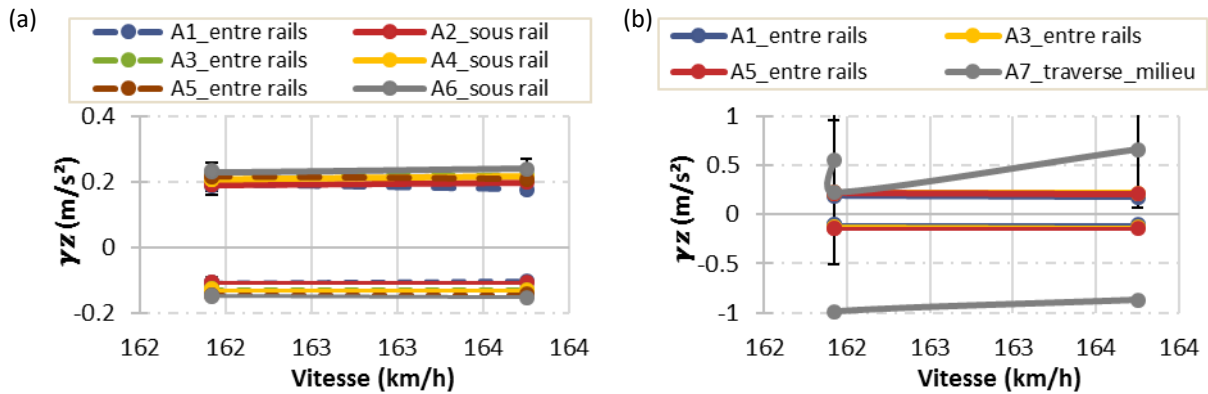 (a)
A1_entre rails A2_sous rail
A3_entre rails A4_sous rail
A5_entre rails A6_sous rail
0.4
0.2
0
-0.2
γz (m/s²)
162 162 163 163 164 164
Vitesse (km/h)
(b)
A1_entre rails A3_entre rails
A5_entre rails A7_traverse_milieu
1
0.5
0
-0.5
-1
γz (m/s²)
162 162 163 163 164 164
Vitesse (km/h)